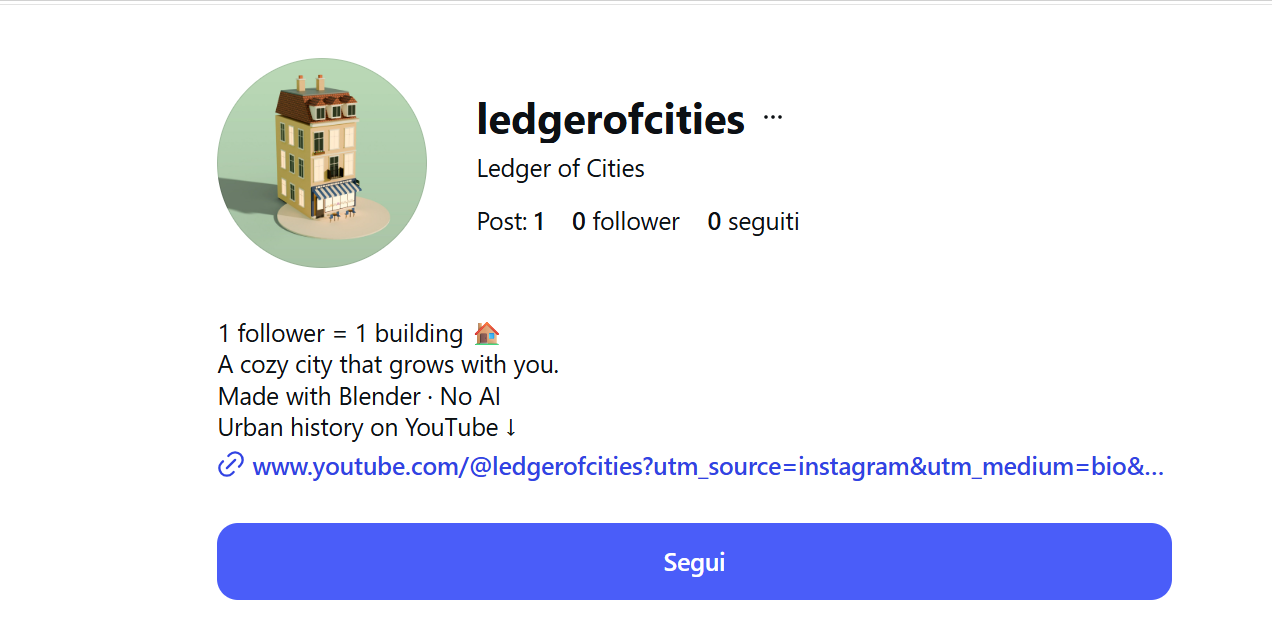 ledgerofcities ...
Ledger of Cities
Post: 1 0 follower 0 seguiti
1 follower = 1 building 🏠
A cozy city that grows with you.
Made with Blender · No AI
Urban history on YouTube ↓
www.youtube.com/@ledgerofcities?utm_source=instagram&utm_medium=bio&...
Segui